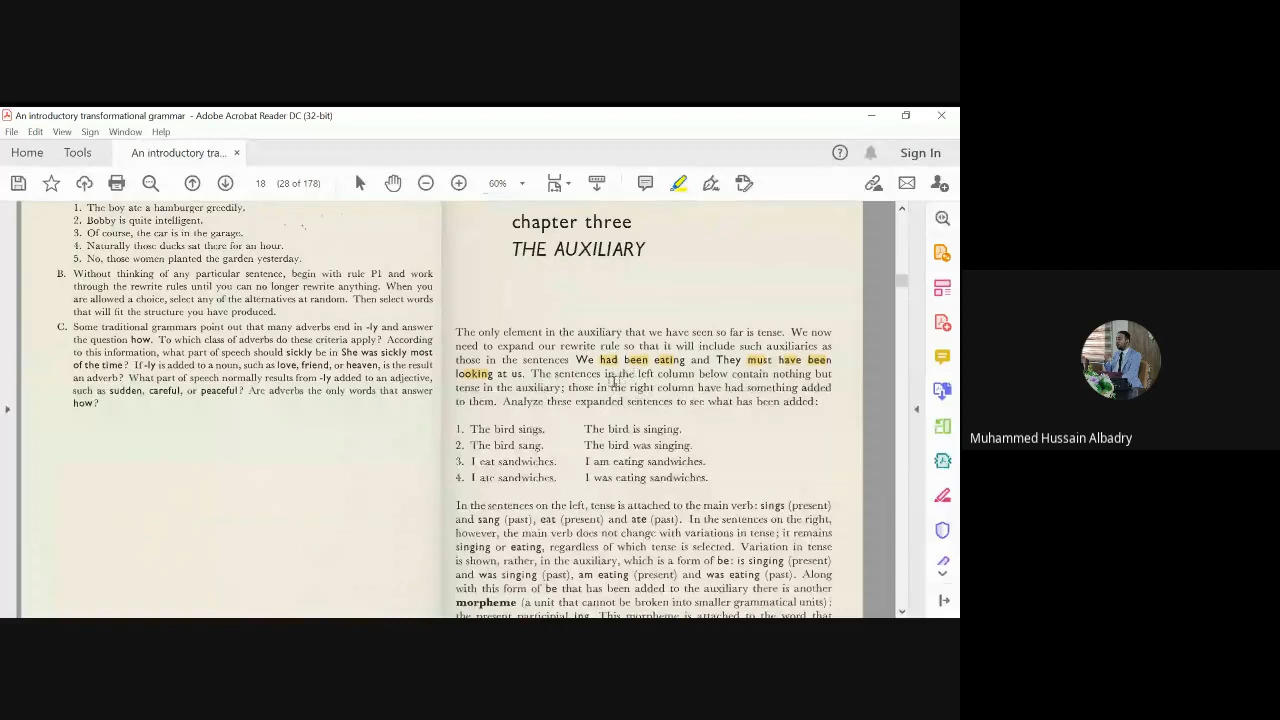 An introductory transformational grammar - Adobe Acrobat Reader DC (32-bit)
File Edit View Sign Window Help
Home Tools An introductory tra... × Sign In
18 (28 of 178) 60%
1. The boy ate a hamburger greedily.
2. Bobby is quite intelligent.
3. Of course, the car is in the garage.
4. Naturally those ducks sat there for an hour.
5. No, those women planted the garden yesterday.
B. Without thinking of any particular sentence, begin with rule P1 and work
through the rewrite rules until you can no longer rewrite anything. When you
are allowed a choice, select any of the alternatives at random. Then select words
that will fit the structure you have produced.
C. Some traditional grammars point out that many adverbs end in -ly and answer
the question how. To which class of adverbs do these criteria apply? According
to this information, what part of speech should sickly be in She was sickly most
of the time? If -ly is added to a noun, such as love, friend, or heaven, is the result
an adverb? What part of speech normally results from -ly added to an adjective,
such as sudden, careful, or peaceful? Are adverbs the only words that answer
how?
chapter three
THE AUXILIARY
The only element in the auxiliary that we have seen so far is tense. We now
need to expand our rewrite rule so that it will include such auxiliaries as
those in the sentences We had been eating and They must have been
looking at us. The sentences in the left column below contain nothing but
tense in the auxiliary; those in the right column have had something added
to them. Analyze these expanded sentences to see what has been added:
1. The bird sings. The bird is singing.
2. The bird sang. The bird was singing.
3. I eat sandwiches. I am eating sandwiches.
4. I ate sandwiches. I was eating sandwiches.
In the sentences on the left, tense is attached to the main verb: sings (present)
and sang (past), eat (present) and ate (past). In the sentences on the right,
however, the main verb does not change with variations in tense; it remains
singing or eating, regardless of which tense is selected. Variation in tense
is shown, rather, in the auxiliary, which is a form of be: is singing (present)
and was singing (past), am eating (present) and was eating (past). Along
with this form of be that has been added to the auxiliary there is another
morpheme (a unit that cannot be broken into smaller grammatical units):
the present participial ing. This morpheme is attached to the word that
Muhammed Hussain Albadry